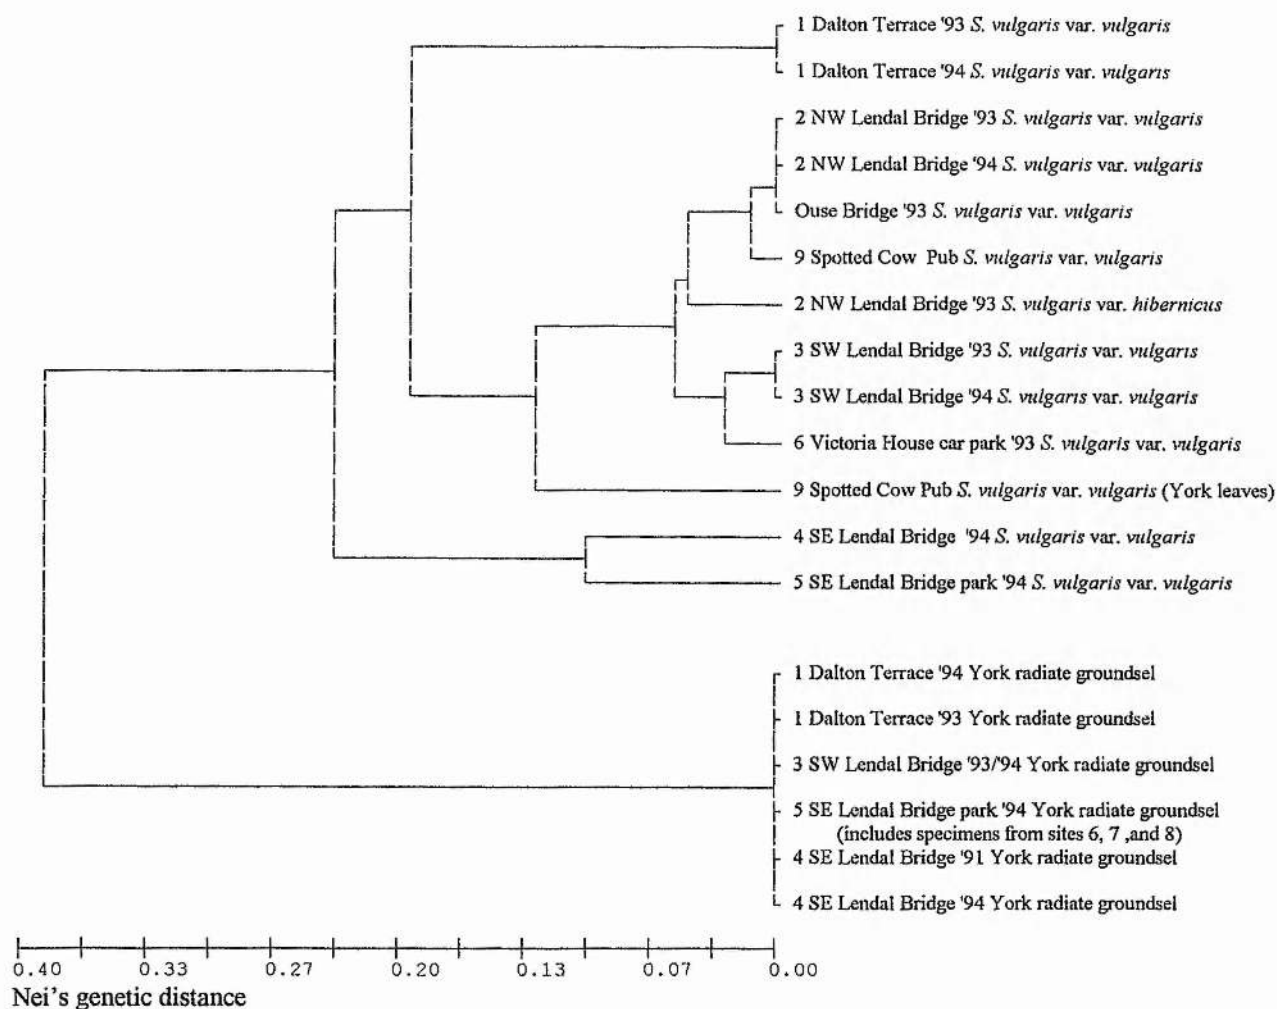 1 Dalton Terrace '93 S. vulgaris var. vulgaris
1 Dalton Terrace '94 S. vulgaris var. vulgaris
2 NW Lendal Bridge '93 S. vulgaris var. vulgaris
2 NW Lendal Bridge '94 S. vulgaris var. vulgaris
Ouse Bridge '93 S. vulgaris var. vulgaris
9 Spotted Cow Pub S. vulgaris var. vulgaris
2 NW Lendal Bridge '93 S. vulgaris var. hibernicus
3 SW Lendal Bridge '93 S. vulgaris var. vulgaris
3 SW Lendal Bridge '94 S. vulgaris var. vulgaris
6 Victoria House car park '93 S. vulgaris var. vulgaris
9 Spotted Cow Pub S. vulgaris var. vulgaris (York leaves)
4 SE Lendal Bridge '94 S. vulgaris var. vulgaris
5 SE Lendal Bridge park '94 S. vulgaris var. vulgaris
1 Dalton Terrace '94 York radiate groundsel
1 Dalton Terrace '93 York radiate groundsel
3 SW Lendal Bridge '93/'94 York radiate groundsel
5 SE Lendal Bridge park '94 York radiate groundsel
(includes specimens from sites 6, 7 ,and 8)
4 SE Lendal Bridge '91 York radiate groundsel
4 SE Lendal Bridge '94 York radiate groundsel
0.40 0.33 0.27 0.20 0.13 0.07 0.00
Nei's genetic distance